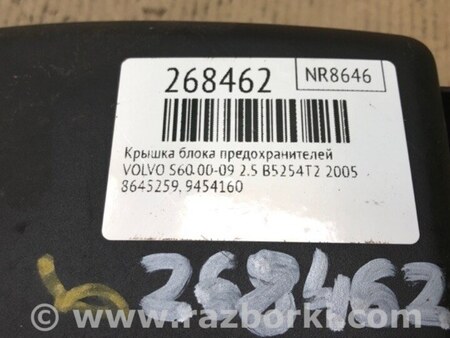 268462
NR8646
Крышка блока предохранителей
VOLVO S60.00-09 2.5 B5254T2 2005
8645259, 9454160
268462
www.razborki.com